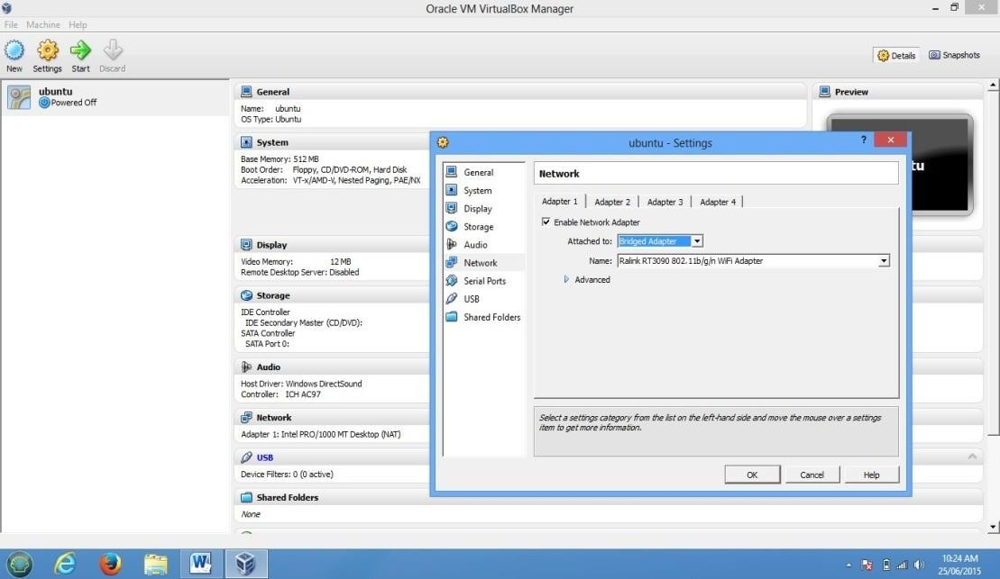 Oracle VM VirtualBox Manager
File Machine Help
New Settings Start Discard
Details Snapshots
ubuntu
Powered Off
General
Name: ubuntu
OS Type: Ubuntu
System
Base Memory: 512 MB
Boot Order: Floppy, CD/DVD-ROM, Hard Disk
Acceleration: VT-x/AMD-V, Nested Paging, PAE/NX
Display
Video Memory: 12 MB
Remote Desktop Server: Disabled
Storage
IDE Controller
IDE Secondary Master (CD/DVD):
SATA Controller
SATA Port 0:
Audio
Host Driver: Windows DirectSound
Controller: ICH AC97
Network
Adapter 1: Intel PRO/1000 MT Desktop (NAT)
USB
Device Filters: 0 (0 active)
Shared Folders
None
Preview
tu
ubuntu - Settings
?
General
System
Display
Storage
Audio
Network
Serial Ports
USB
Shared Folders
Network
Adapter 1 Adapter 2 Adapter 3 Adapter 4
Enable Network Adapter
Attached to: Bridged Adapter
Name: Ralink RT3090 802.11b/g/n WiFi Adapter
Advanced
Select a settings category from the list on the left-hand side and move the mouse over a settings
item to get more information.
OK Cancel Help
10:24 AM
25/06/2015